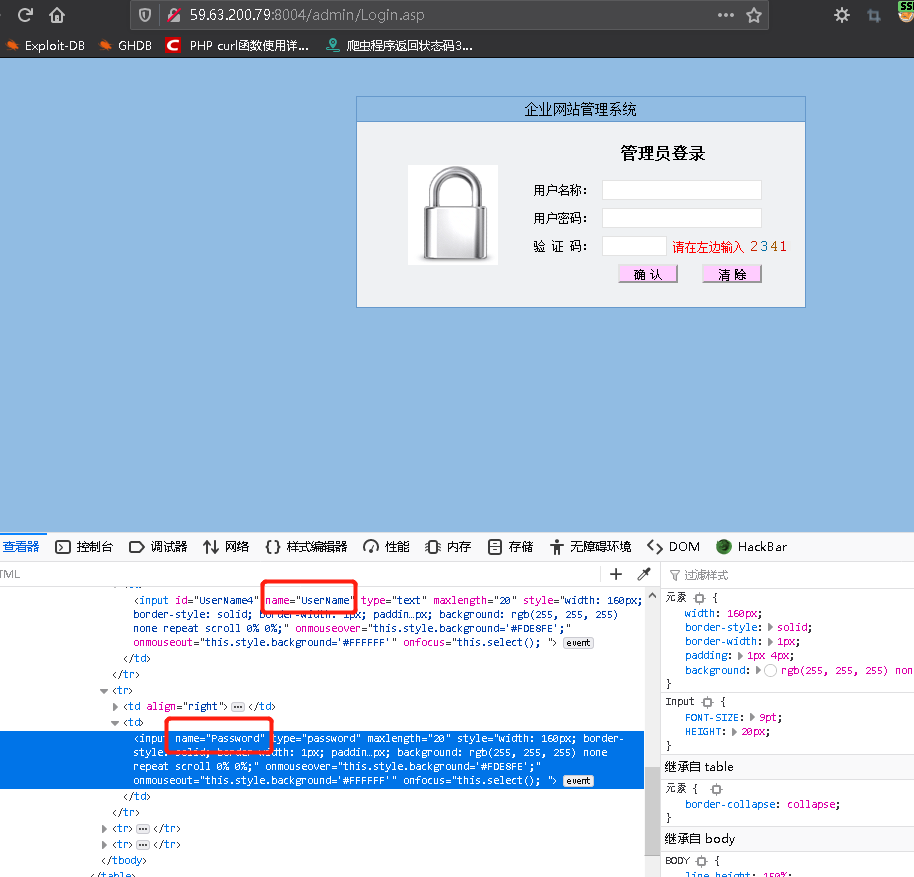 SS
59.63.200.79:8004/admin/Login.asp
Exploit-DB GHDB PHP curl函数使用详... 爬虫程序返回状态码3...
企业网站管理系统
管理员登录
用户名称：
用户密码：
验 证 码： 请在左边输入 2341
确 认 清 除
查看器 控制台 调试器 网络 样式编辑器 性能 内存 存储 无障碍环境 DOM HackBar
TML
过滤样式
<input id="UserName4" name="UserName" type="text" maxlength="20" style="width: 160px;
border-style: solid; border-width: 1px; paddin…px; background: rgb(255, 255, 255)
none repeat scroll 0% 0%;" onmouseover="this.style.background='#FDE8FE';"
onmouseout="this.style.background='#FFFFFF'" onfocus="this.select(); "> event
</td>
</tr>
<tr>
<td align="right"> ••• </td>
<td>
<input name="Password" type="password" maxlength="20" style="width: 160px; border-
style: solid; border-width: 1px; paddin…px; background: rgb(255, 255, 255) none
repeat scroll 0% 0%;" onmouseover="this.style.background='#FDE8FE';"
onmouseout="this.style.background='#FFFFFF'" onfocus="this.select(); "> event
</td>
</tr>
<tr> ••• </tr>
<tr> ••• </tr>
</tbody>
</table>
元素 {
width: 160px;
border-style: solid;
border-width: 1px;
padding: 1px 4px;
background: rgb(255, 255, 255) non
}
Input {
FONT-SIZE: 9pt;
HEIGHT: 20px;
}
继承自 table
元素 {
border-collapse: collapse;
}
继承自 body
BODY {
line-height: 150%;